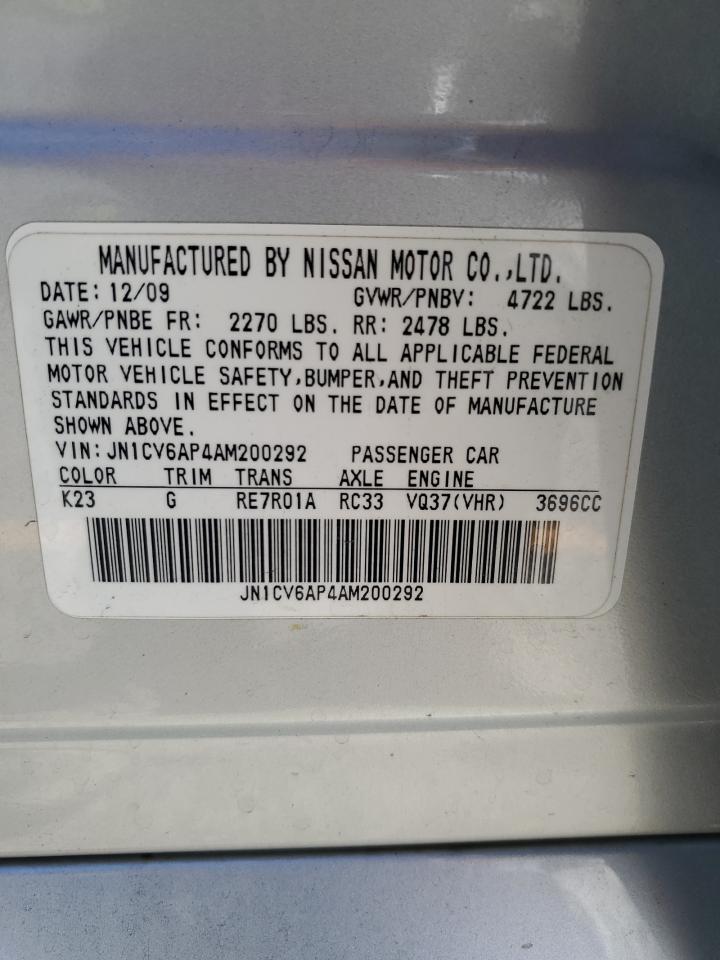 MANUFACTURED BY NISSAN MOTOR CO.,LTD.
DATE: 12/09 GVWR/PNBV: 4722 LBS.
GAWR/PNBE FR: 2270 LBS. RR: 2478 LBS.
THIS VEHICLE CONFORMS TO ALL APPLICABLE FEDERAL
MOTOR VEHICLE SAFETY,BUMPER,AND THEFT PREVENTION
STANDARDS IN EFFECT ON THE DATE OF MANUFACTURE
SHOWN ABOVE.
VIN: JN1CV6AP4AM200292 PASSENGER CAR
COLOR TRIM TRANS AXLE ENGINE
K23 G RE7R01A RC33 VQ37(VHR) 3696CC
JN1CV6AP4AM200292